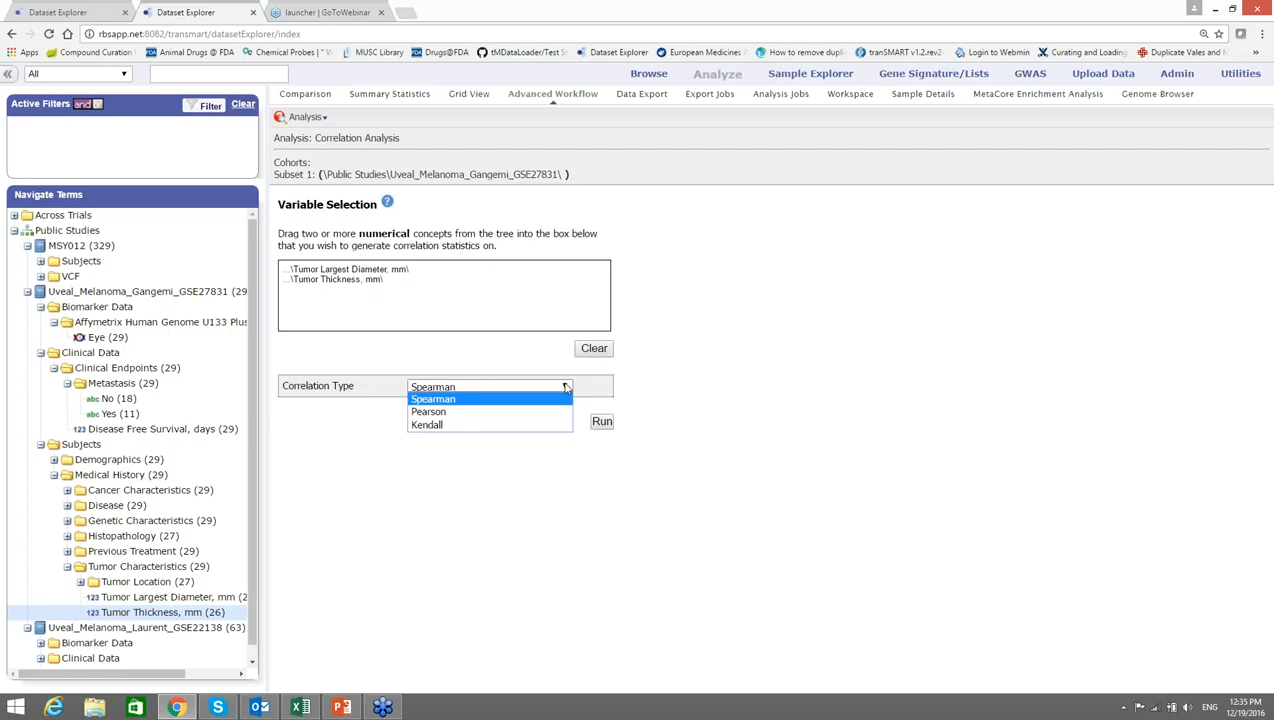 Dataset Explorer
Dataset Explorer
launcher | GoToWebinar
rbsapp.net:8082/transmart/datasetExplorer/index
Apps
Compound Curation
Animal Drugs @ FDA
Chemical Probes | "
MUSC Library
Drugs@FDA
tMDataLoader/Test S
Dataset Explorer
European Medicines
How to remove dupli
tranSMART v1.2.rev2
Login to Webmin
Curating and Loading
Duplicate Vales and
All
Browse
Analyze
Sample Explorer
Gene Signature/Lists
GWAS
Upload Data
Admin
Utilities
Active Filters
and
Filter
Clear
Comparison
Summary Statistics
Grid View
Advanced Workflow
Data Export
Export Jobs
Analysis Jobs
Workspace
Sample Details
MetaCore Enrichment Analysis
Genome Browser
Analysis
Analysis: Correlation Analysis
Cohorts:
Subset 1: (\Public Studies\Uveal_Melanoma_Gangemi_GSE27831\ )
Navigate Terms
Across Trials
Public Studies
MSY012 (329)
Subjects
VCF
Uveal_Melanoma_Gangemi_GSE27831 (29
Biomarker Data
Affymetrix Human Genome U133 Plus
Eye (29)
Clinical Data
Clinical Endpoints (29)
Metastasis (29)
abc No (18)
abc Yes (11)
123 Disease Free Survival, days (29)
Subjects
Demographics (29)
Medical History (29)
Cancer Characteristics (29)
Disease (29)
Genetic Characteristics (29)
Histopathology (27)
Previous Treatment (29)
Tumor Characteristics (29)
Tumor Location (27)
123 Tumor Largest Diameter, mm (2
123 Tumor Thickness, mm (26)
Uveal_Melanoma_Laurent_GSE22138 (63)
Biomarker Data
Clinical Data
Variable Selection
Drag two or more numerical concepts from the tree into the box below
that you wish to generate correlation statistics on.
...\Tumor Largest Diameter, mm\
...\Tumor Thickness, mm\
Clear
Correlation Type
Spearman
Spearman
Pearson
Kendall
Run
ENG
12:35 PM
12/19/2016